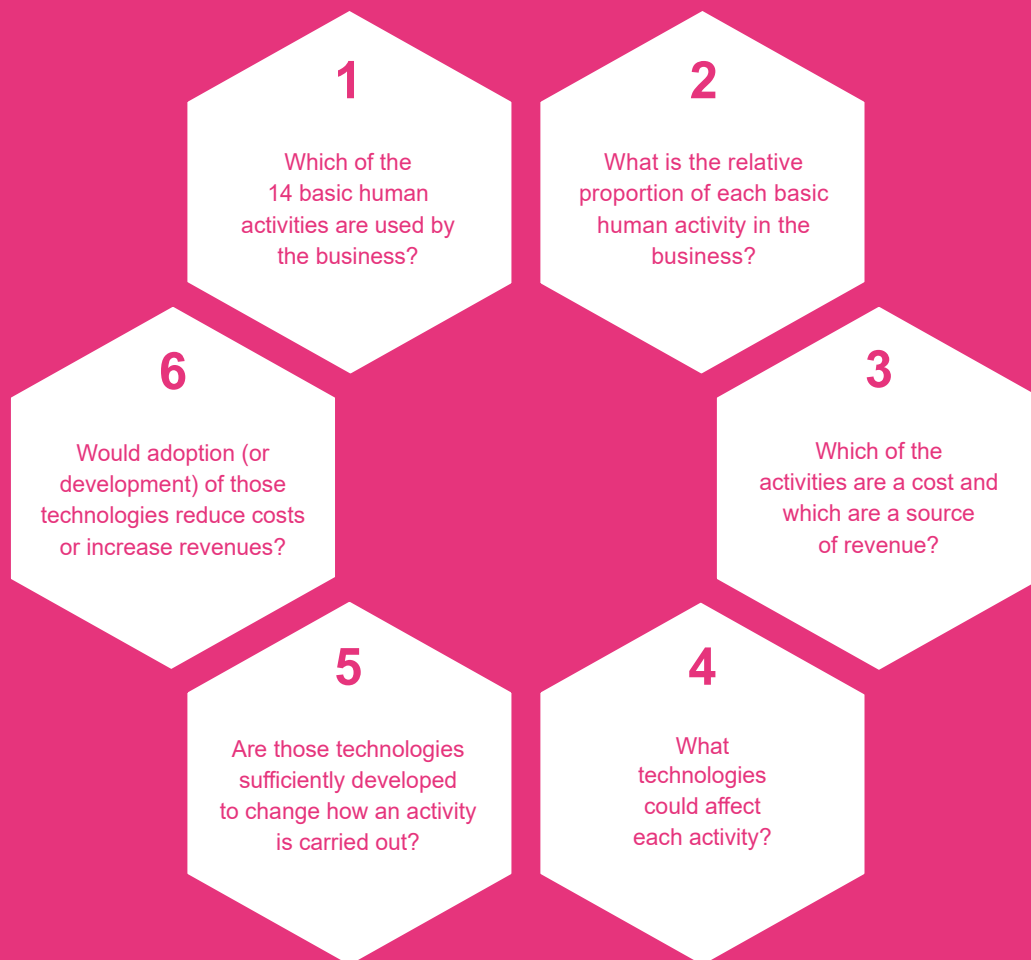 1
Which of the
14 basic human
activities are used by
the business?
2
What is the relative
proportion of each basic
human activity in the
business?
3
Which of the
activities are a cost and
which are a source
of revenue?
4
What
technologies
could affect
each activity?
5
Are those technologies
sufficiently developed
to change how an activity
is carried out?
6
Would adoption (or
development) of those
technologies reduce costs
or increase revenues?